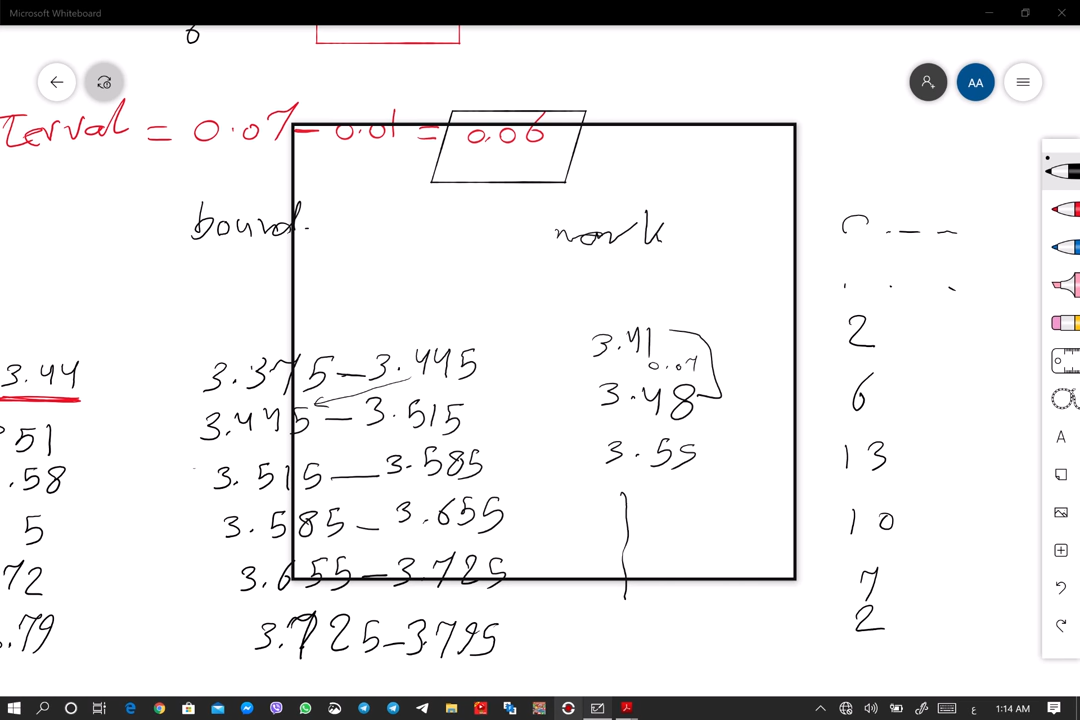 Microsoft Whiteboard
6
AA
Terval = 0.07 - 0.01 = 0.06
bound. mark
3.44 3.375 - 3.445 3.41 2
0.07
51 3.445 - 3.515 3.48 6
.58 3.515 - 3.585 3.55 13
5 3.585 - 3.655 10
72 3.655 - 3.725 7
.79 3.725 - 3.795 2
A
ع 1:14 AM